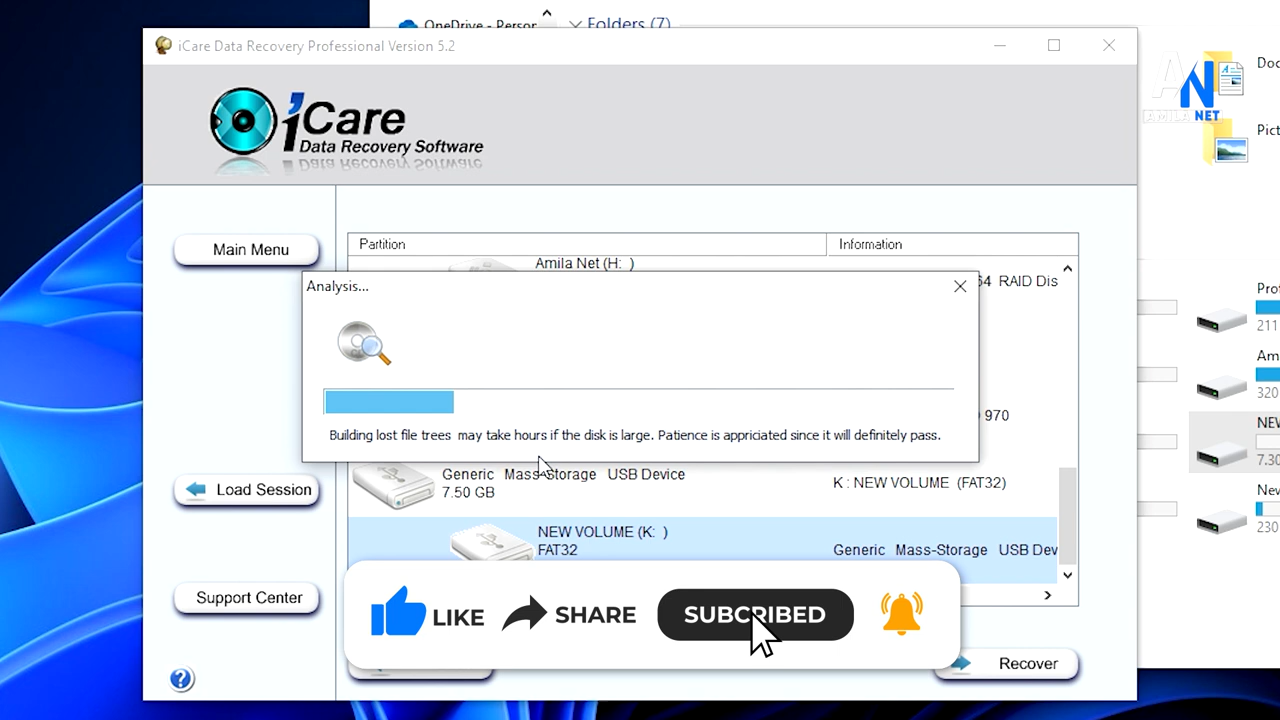 OneDrive - Person
Folders (7)
iCare Data Recovery Professional Version 5.2
Doc
AN
AMILA NET
Pict
iCare
Data Recovery Software
Main Menu
Partition
Information
Amila Net (H: )
64 RAID Dis
Analysis...
Prof
211
Am
320
970
Building lost file trees may take hours if the disk is large. Patience is appriciated since it will definitely pass.
NEW
7.30
Generic Mass-Storage USB Device
7.50 GB
K : NEW VOLUME (FAT32)
Load Session
New
230
NEW VOLUME (K: )
FAT32
Generic Mass-Storage USB Dev
Support Center
LIKE
SHARE
SUBCRIBED
Recover